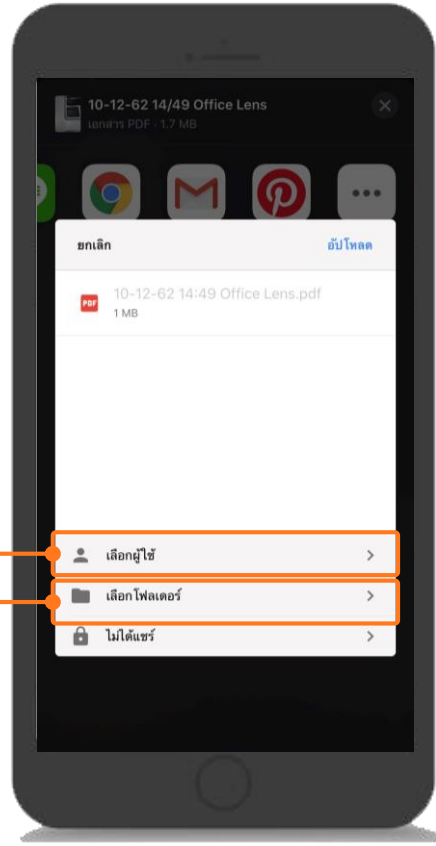 10-12-62 14/49 Office Lens
เอกสาร PDF - 1.7 MB
ยกเลิก อัปโหลด
10-12-62 14:49 Office Lens.pdf
PDF
1 MB
เลือกผู้ใช้
เลือกโฟลเดอร์
ไม่ได้แชร์